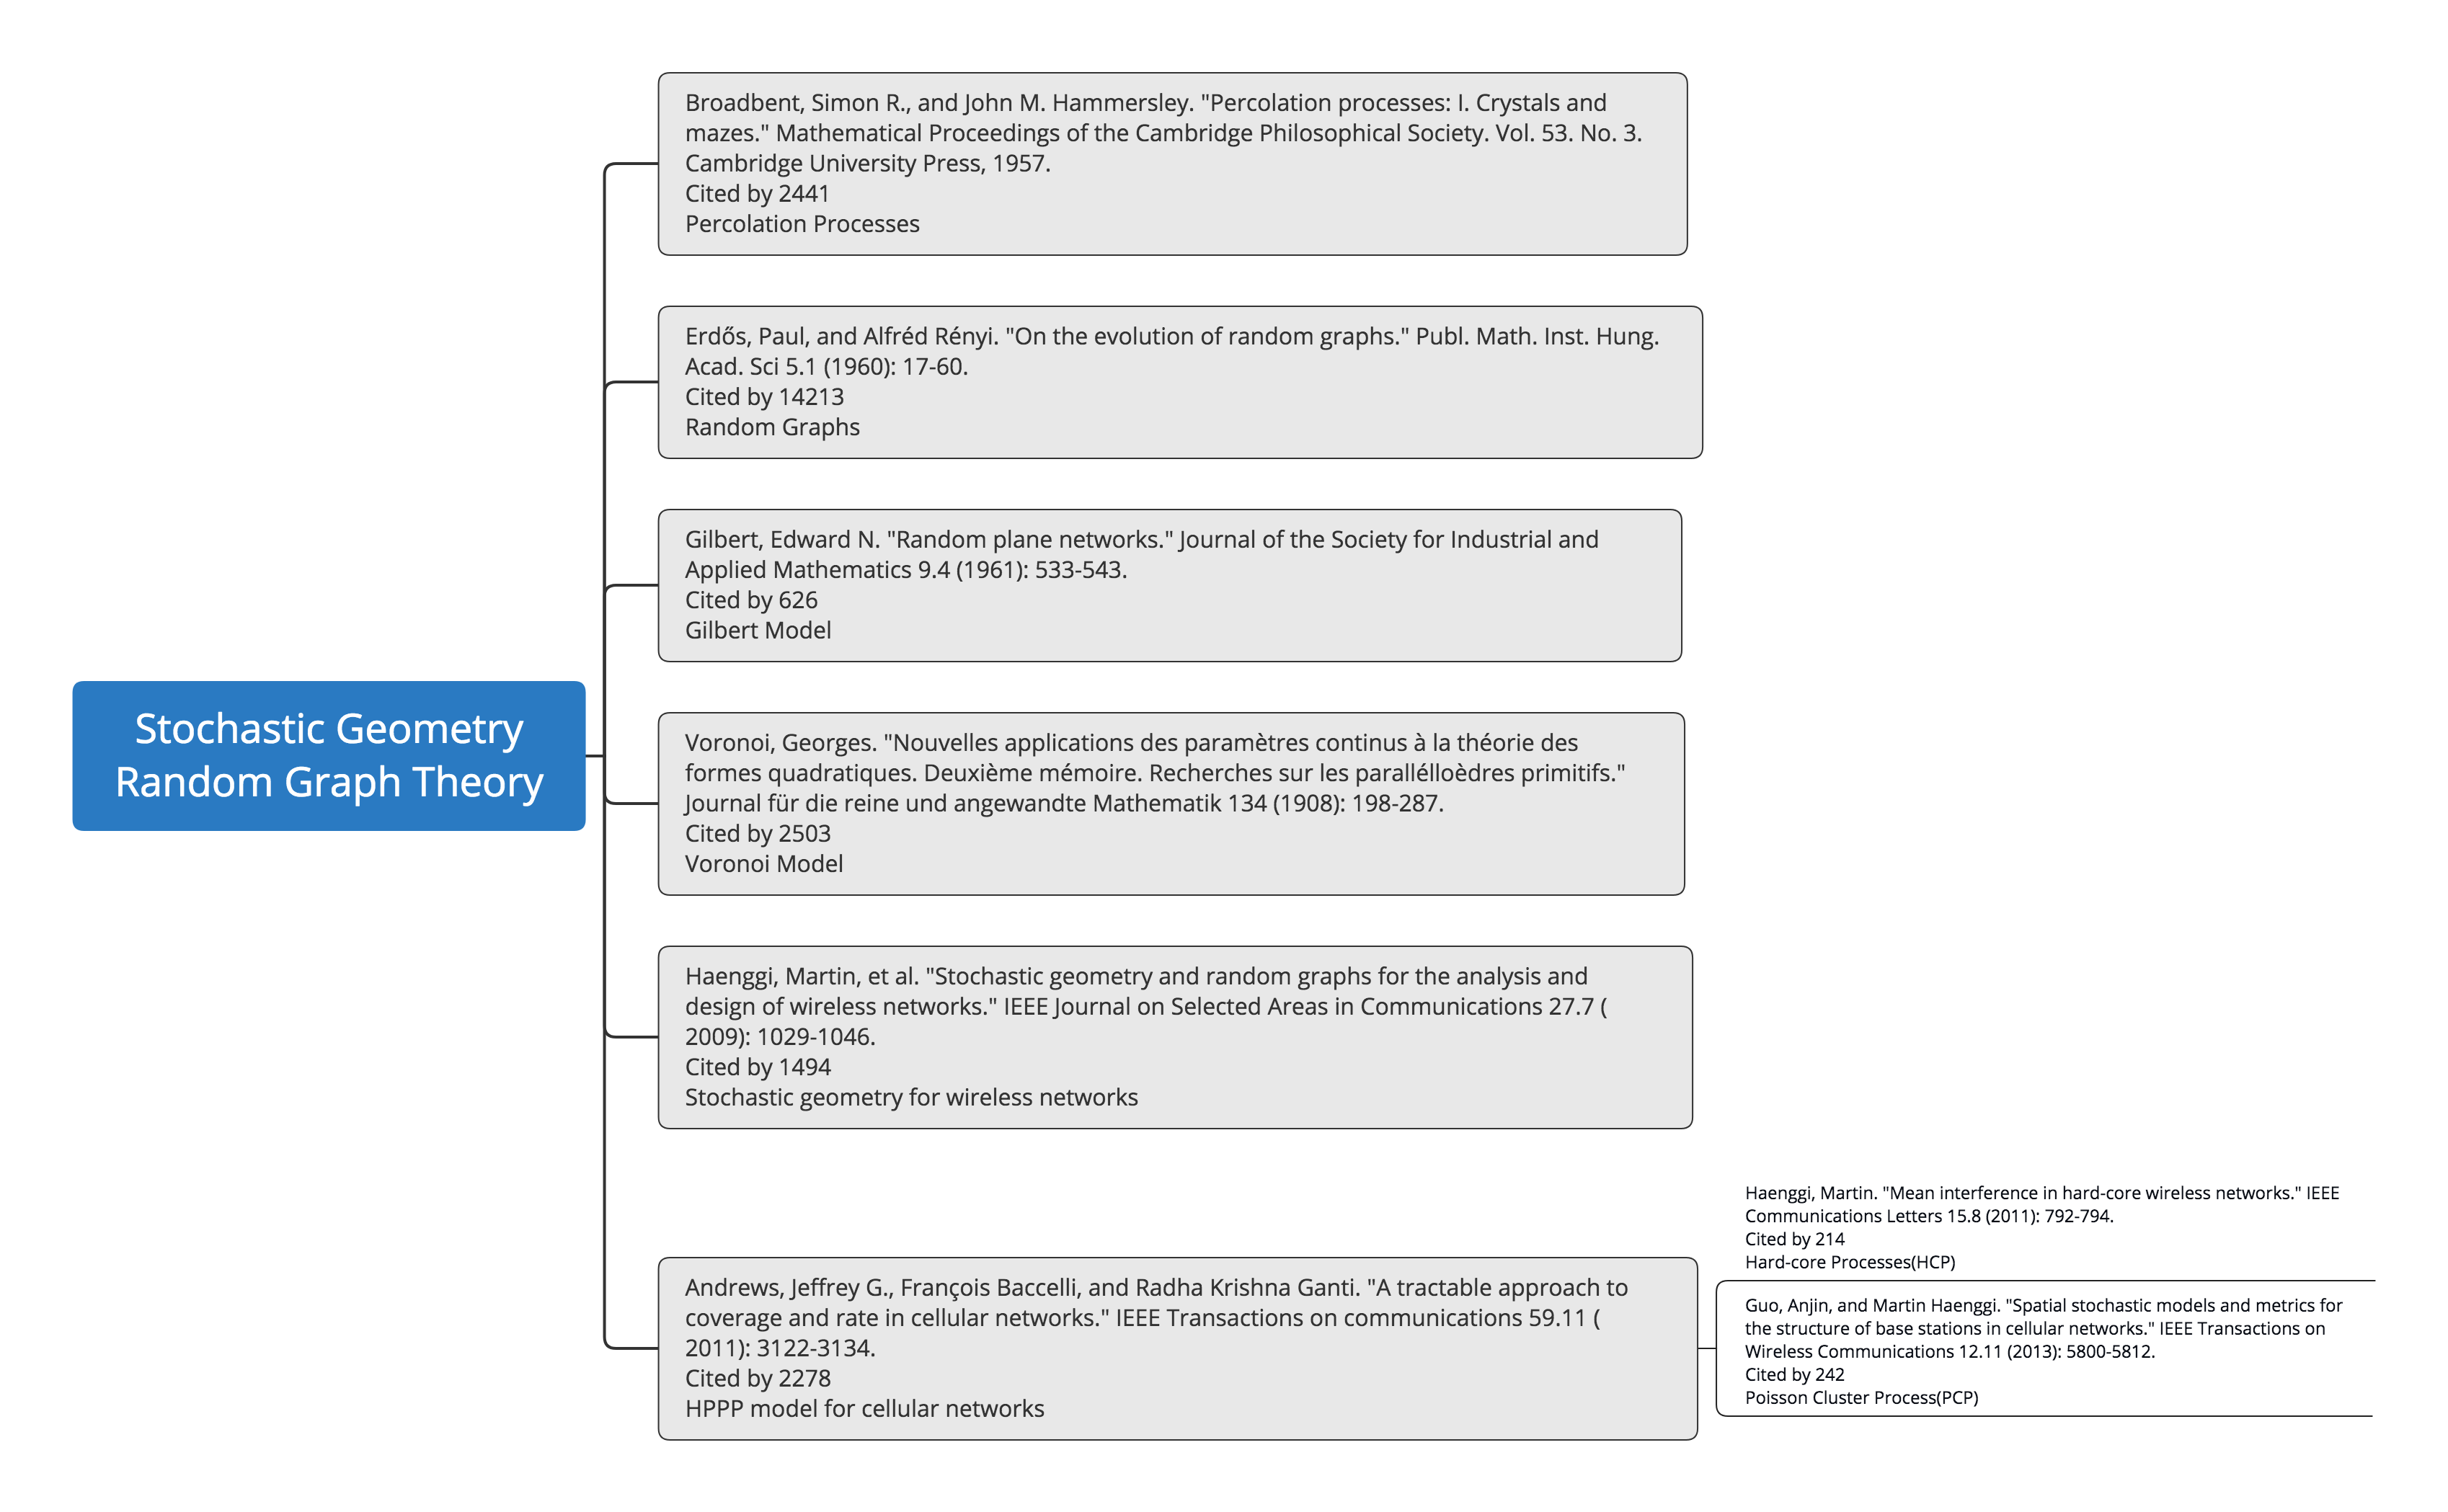 Stochastic Geometry
Random Graph Theory
Broadbent, Simon R., and John M. Hammersley. "Percolation processes: I. Crystals and
mazes." Mathematical Proceedings of the Cambridge Philosophical Society. Vol. 53. No. 3.
Cambridge University Press, 1957.
Cited by 2441
Percolation Processes
Erdős, Paul, and Alfréd Rényi. "On the evolution of random graphs." Publ. Math. Inst. Hung.
Acad. Sci 5.1 (1960): 17-60.
Cited by 14213
Random Graphs
Gilbert, Edward N. "Random plane networks." Journal of the Society for Industrial and
Applied Mathematics 9.4 (1961): 533-543.
Cited by 626
Gilbert Model
Voronoi, Georges. "Nouvelles applications des paramètres continus à la théorie des
formes quadratiques. Deuxième mémoire. Recherches sur les parallélloèdres primitifs."
Journal für die reine und angewandte Mathematik 134 (1908): 198-287.
Cited by 2503
Voronoi Model
Haenggi, Martin, et al. "Stochastic geometry and random graphs for the analysis and
design of wireless networks." IEEE Journal on Selected Areas in Communications 27.7 (
2009): 1029-1046.
Cited by 1494
Stochastic geometry for wireless networks
Andrews, Jeffrey G., François Baccelli, and Radha Krishna Ganti. "A tractable approach to
coverage and rate in cellular networks." IEEE Transactions on communications 59.11 (
2011): 3122-3134.
Cited by 2278
HPPP model for cellular networks
Haenggi, Martin. "Mean interference in hard-core wireless networks." IEEE
Communications Letters 15.8 (2011): 792-794.
Cited by 214
Hard-core Processes(HCP)
Guo, Anjin, and Martin Haenggi. "Spatial stochastic models and metrics for
the structure of base stations in cellular networks." IEEE Transactions on
Wireless Communications 12.11 (2013): 5800-5812.
Cited by 242
Poisson Cluster Process(PCP)